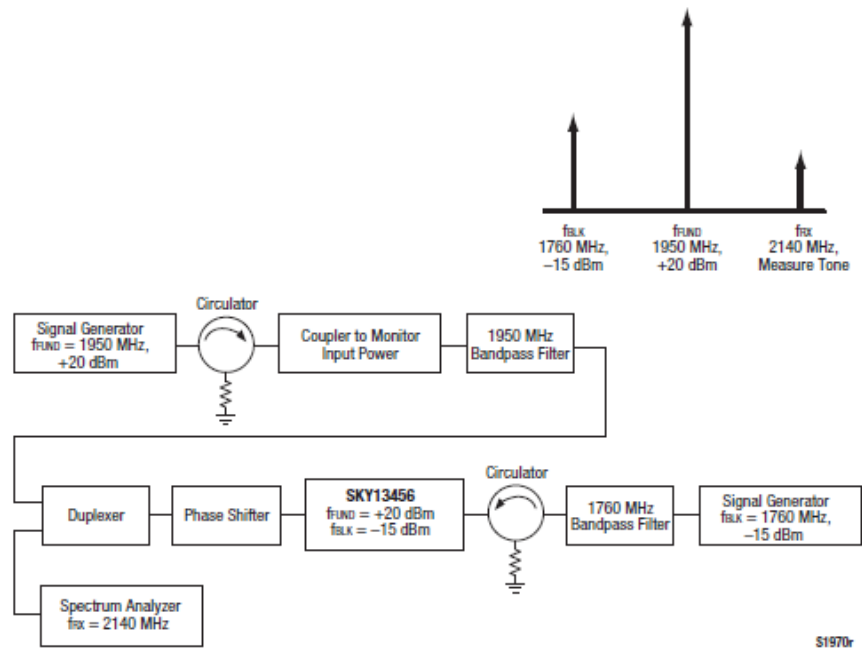 fBLK
1760 MHz,
–15 dBm
fFUND
1950 MHz,
+20 dBm
fRX
2140 MHz,
Measure Tone
Signal Generator
fFUND = 1950 MHz,
+20 dBm
Circulator
Coupler to Monitor
Input Power
1950 MHz
Bandpass Filter
Duplexer
Phase Shifter
SKY13456
fFUND = +20 dBm
fBLK = –15 dBm
Circulator
1760 MHz
Bandpass Filter
Signal Generator
fBLK = 1760 MHz,
–15 dBm
Spectrum Analyzer
fRX = 2140 MHz
S1970r